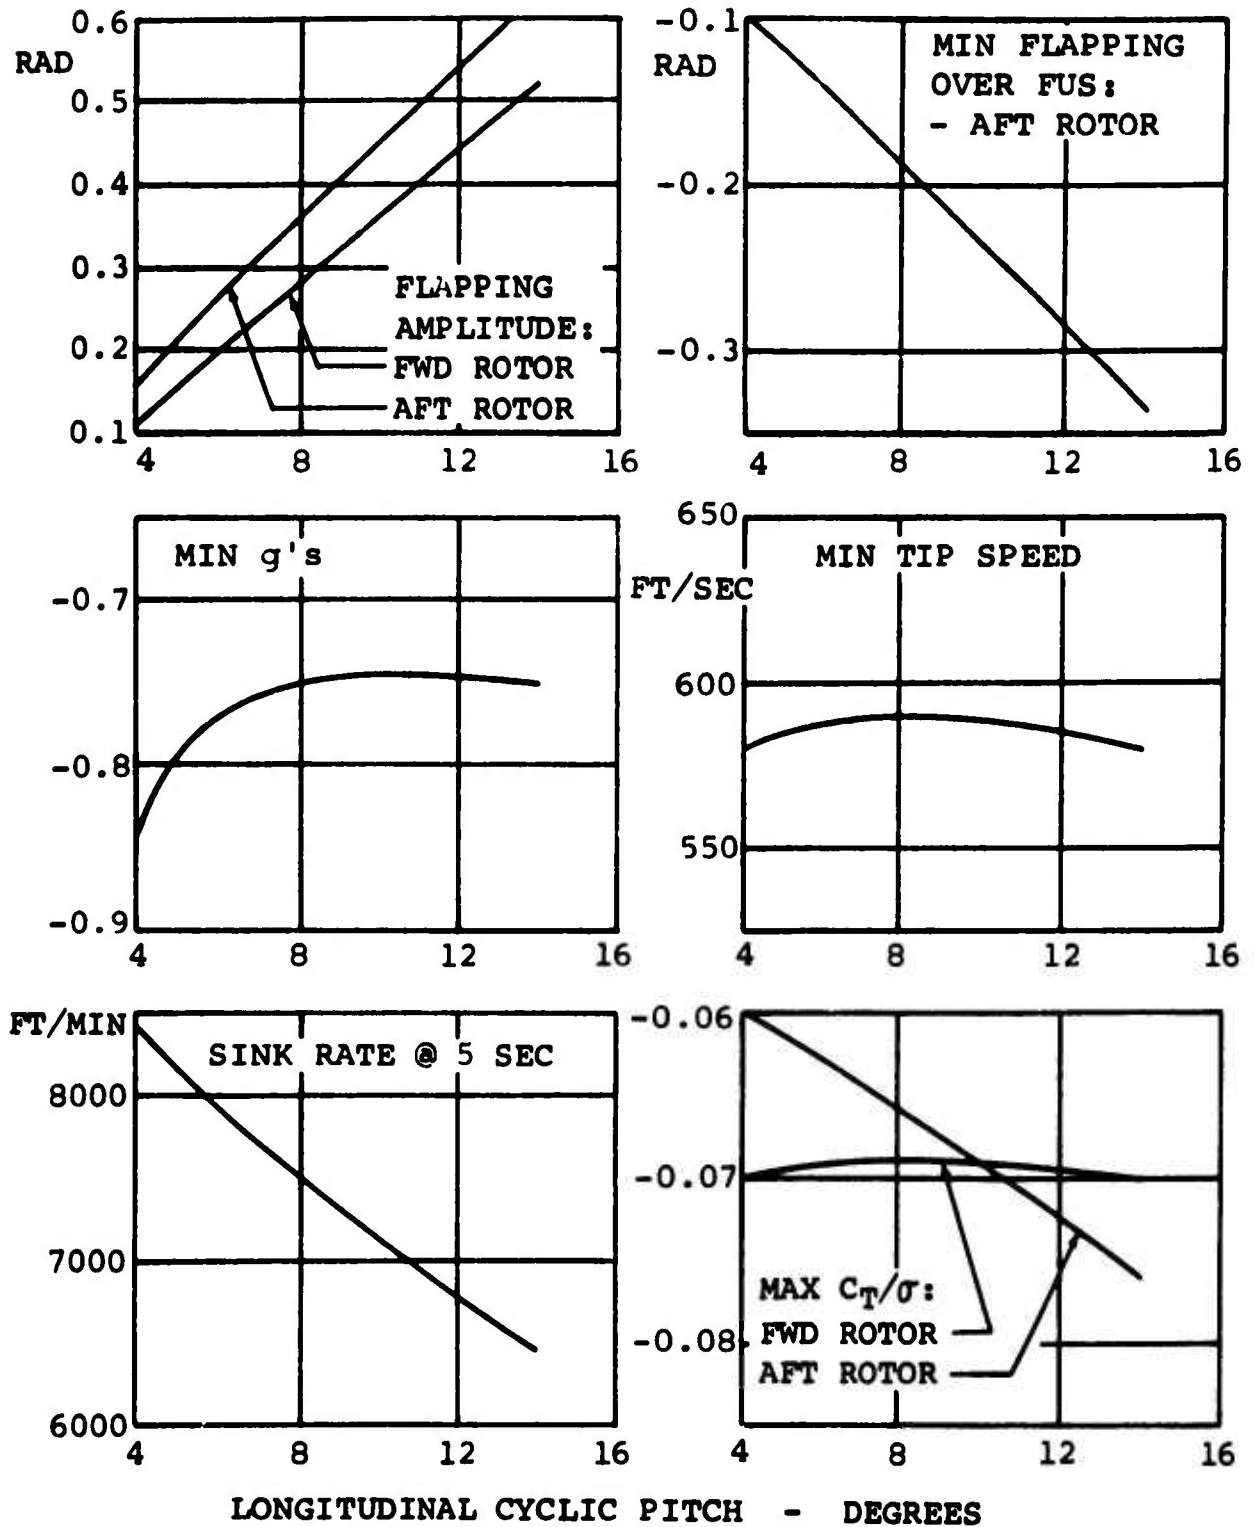 0.6
RAD
0.5
0.4
0.3
0.2
0.1
FLAPPING
AMPLITUDE:
FWD ROTOR
AFT ROTOR
4 8 12 16
-0.1
RAD
-0.2
-0.3
MIN FLAPPING
OVER FUS:
- AFT ROTOR
4 8 12 16
MIN g's
-0.7
-0.8
-0.9
4 8 12 16
650
MIN TIP SPEED
FT/SEC
600
550
4 8 12 16
FT/MIN
SINK RATE @ 5 SEC
8000
7000
6000
4 8 12 16
-0.06
-0.07
-0.08
MAX CT/σ:
FWD ROTOR
AFT ROTOR
4 8 12 16
LONGITUDINAL CYCLIC PITCH - DEGREES